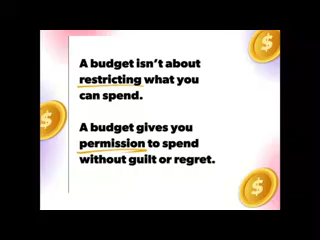 A budget isn't about
restricting what you
can spend.
A budget gives you
permission to spend
without guilt or regret.